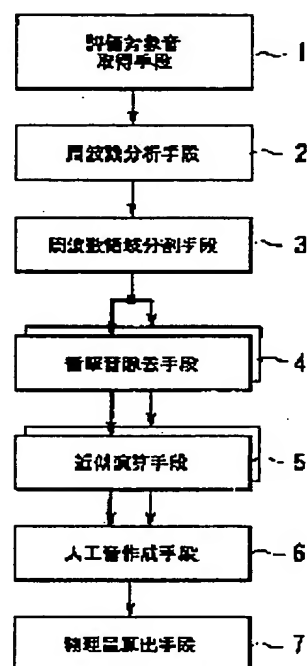 評価対象音
取得手段
1
周波数分析手段
2
周波数領域分割手段
3
衝撃音除去手段
4
近似演算手段
5
人工音作成手段
6
物理量算出手段
7